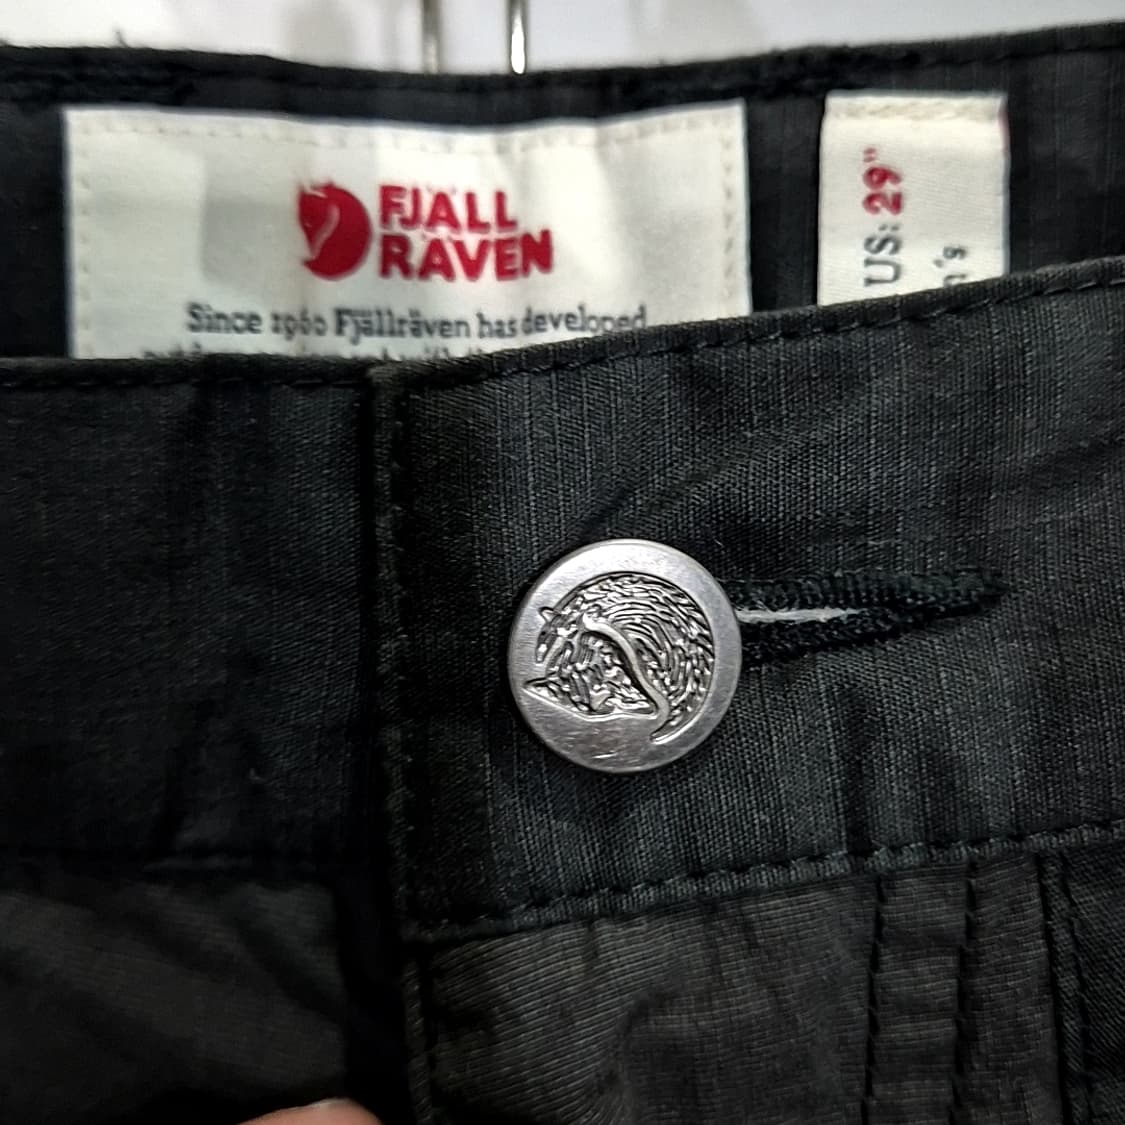 FJÄLL
RÄVEN
Since 1960 Fjällräven has developed
US: 29"